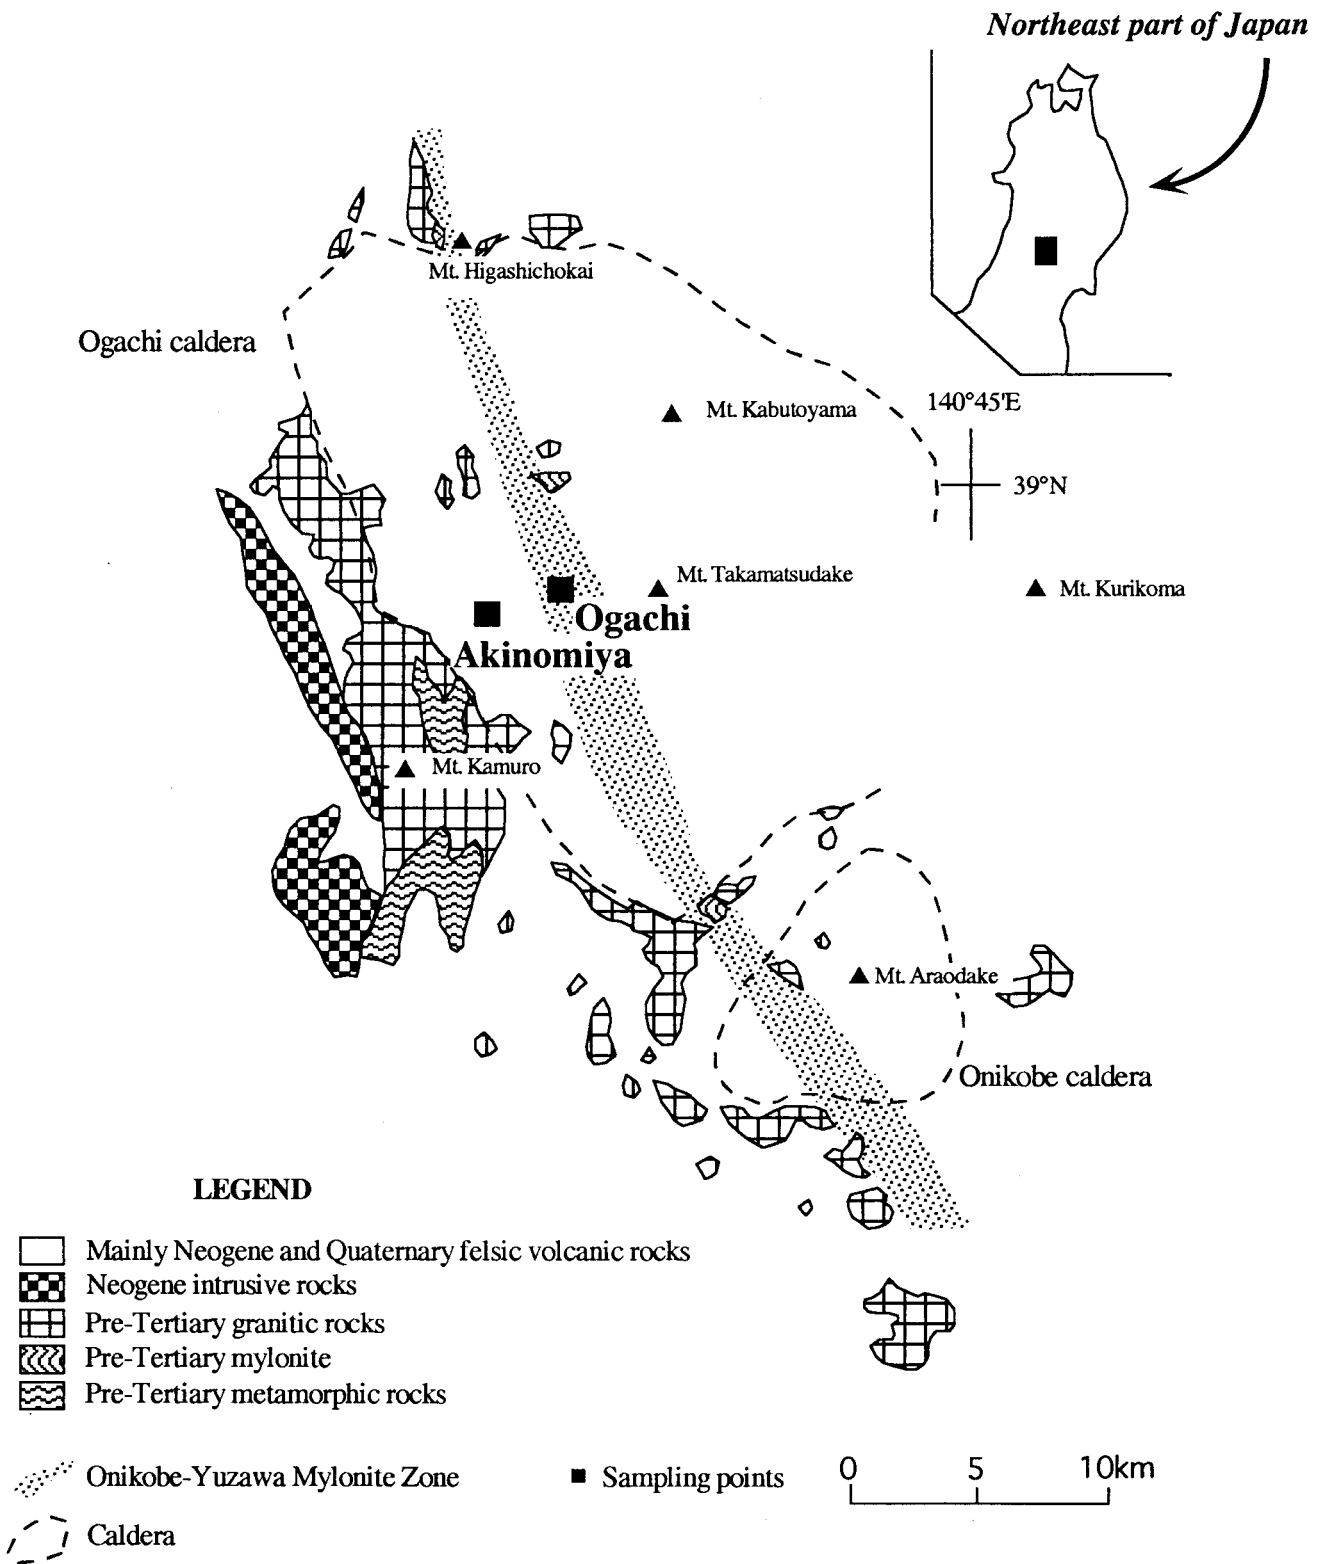 Northeast part of Japan
Mt. Higashichokai
Ogachi caldera
Mt. Kabutoyama
140°45'E
39°N
Mt. Takamatsudake
Mt. Kurikoma
Ogachi
Akinomiya
Mt. Kamuro
Mt. Araodake
Onikobe caldera
LEGEND
Mainly Neogene and Quaternary felsic volcanic rocks
Neogene intrusive rocks
Pre-Tertiary granitic rocks
Pre-Tertiary mylonite
Pre-Tertiary metamorphic rocks
Onikobe-Yuzawa Mylonite Zone
Sampling points
0 5 10km
Caldera